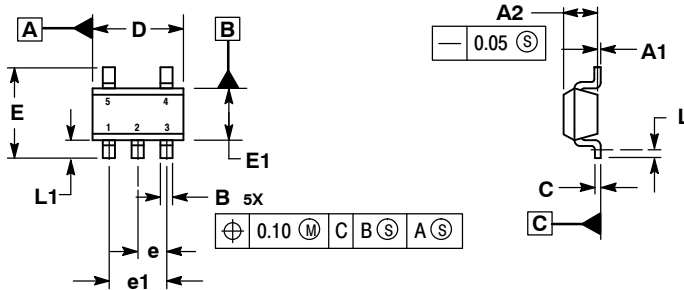 A
D
B
A2
— 0.05 Ⓢ
A1
E
5 4
1 2 3
E1
L
L1
B 5X
C
⌖ 0.10 Ⓜ C B Ⓢ A Ⓢ
C
e
e1